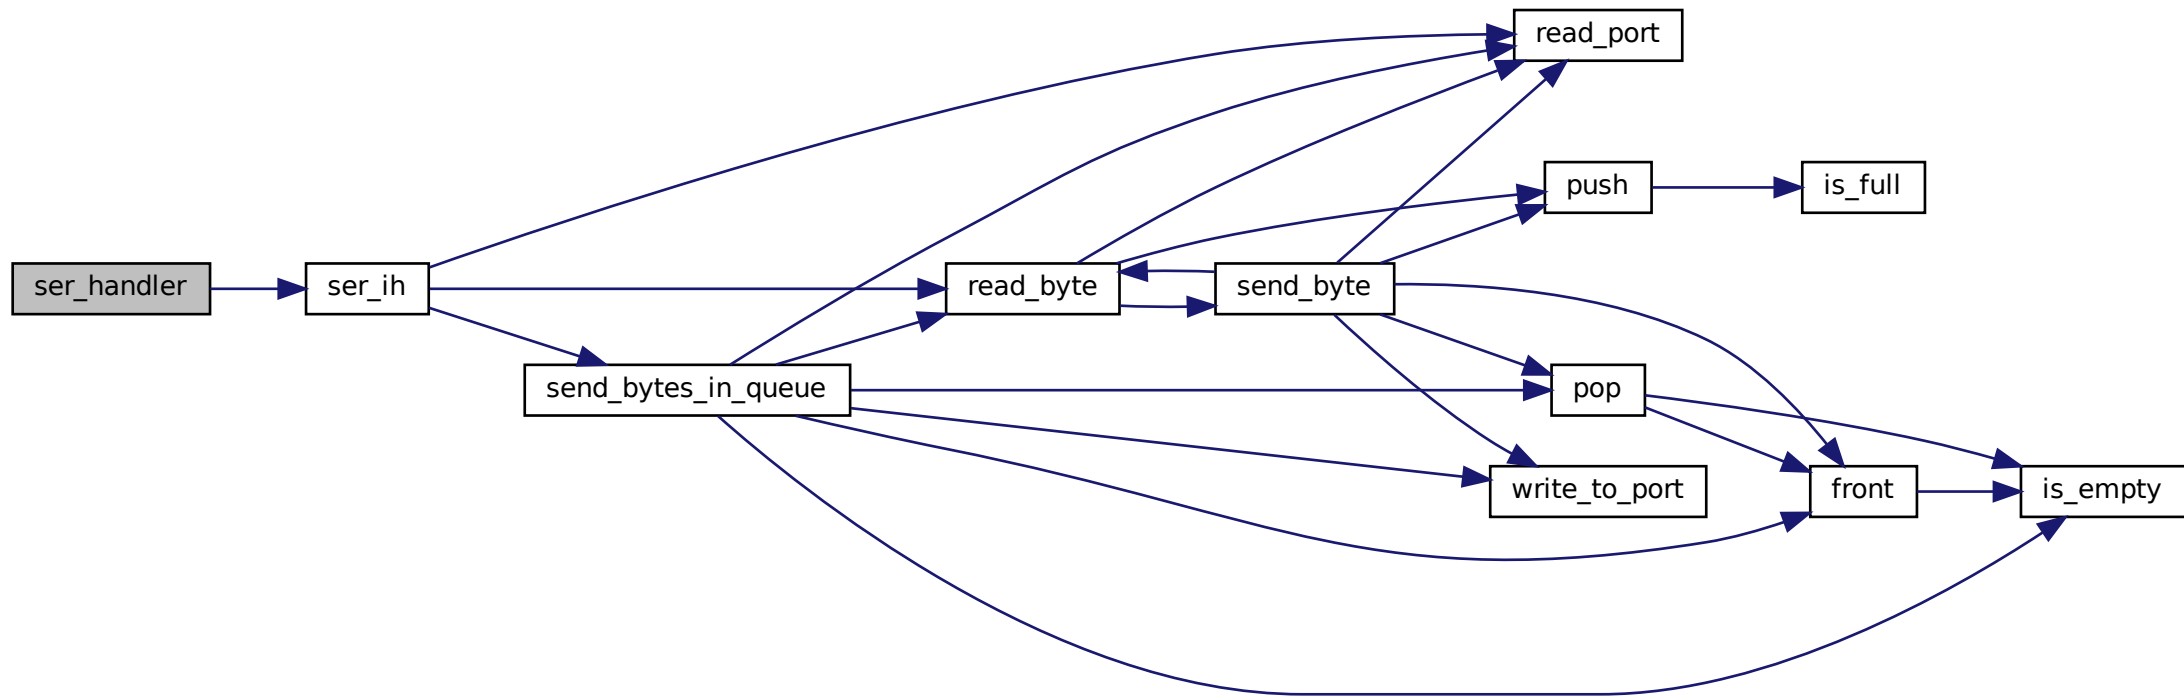 read_port
push
is_full
ser_handler
ser_ih
read_byte
send_byte
send_bytes_in_queue
pop
write_to_port
front
is_empty